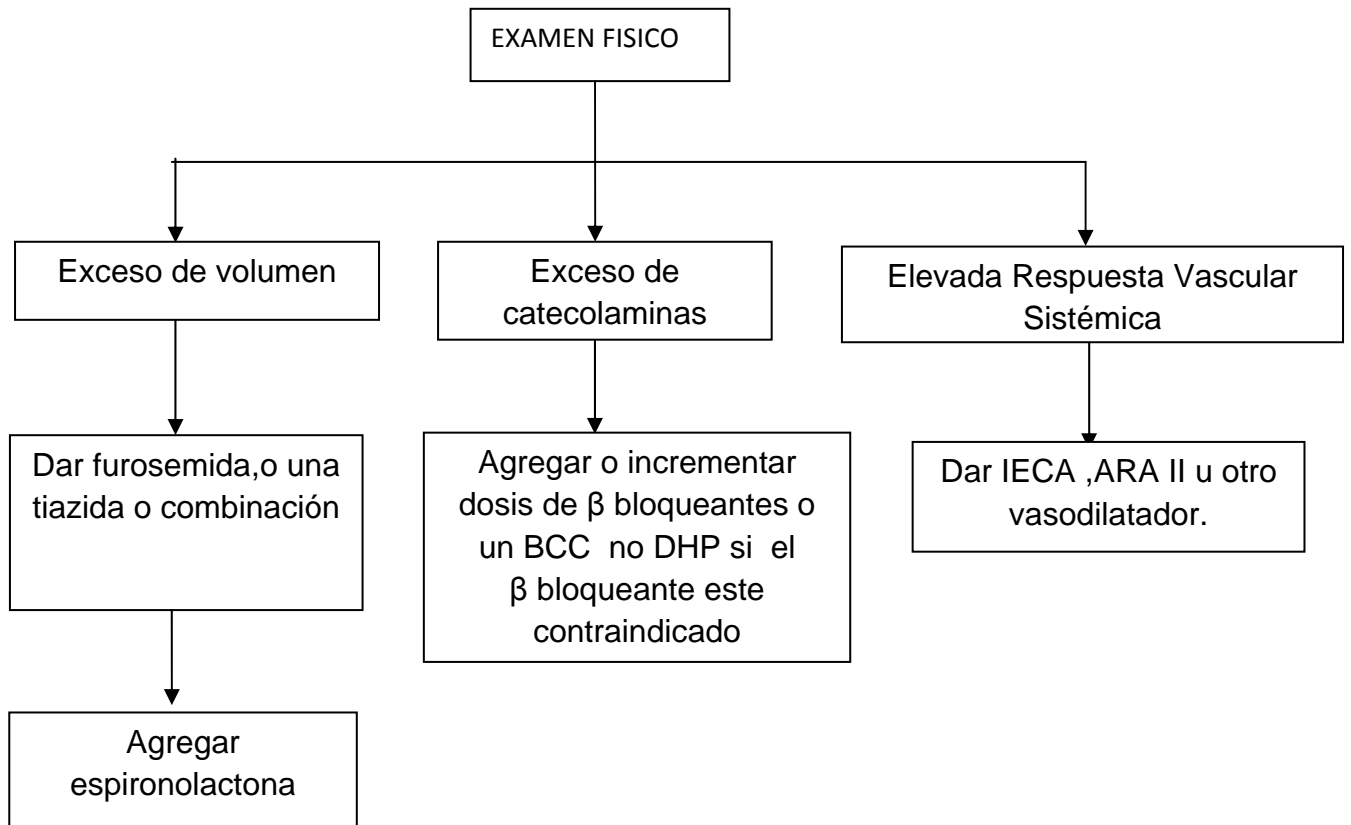 EXAMEN FISICO
Exceso de volumen
Exceso de
catecolaminas
Elevada Respuesta Vascular
Sistémica
Dar furosemida,o una
tiazida o combinación
Agregar o incrementar
dosis de β bloqueantes o
un BCC no DHP si el
β bloqueante este
contraindicado
Dar IECA ,ARA II u otro
vasodilatador.
Agregar
espironolactona